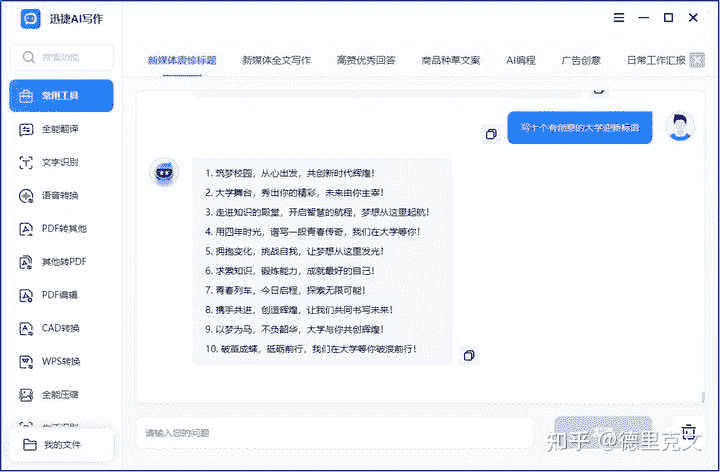 迅捷AI写作
搜索功能
常用工具
全能翻译
文字识别
语音转换
PDF转其他
其他转PDF
PDF编辑
CAD转换
WPS转换
全能压缩
我的文件
新媒体震惊标题
新媒体全文写作
高赞优秀回答
商品种草文案
AI编程
广告创意
日常工作汇报
写十个有创意的大学迎新标语
1. 筑梦校园，从心出发，共创新时代辉煌！
2. 大学舞台，秀出你的精彩，未来由你主宰！
3. 走进知识的殿堂，开启智慧的航程，梦想从这里起航！
4. 用四年时光，谱写一段青春传奇，我们在大学等你！
5. 拥抱变化，挑战自我，让梦想从这里发光！
6. 求索知识，锻炼能力，成就最好的自己！
7. 青春列车，今日启程，探索无限可能！
8. 携手共进，创造辉煌，让我们共同书写未来！
9. 以梦为马，不负韶华，大学与你共创辉煌！
10. 破茧成蝶，砥砺前行，我们在大学等你破浪前行！
请输入您的问题
知乎 @德里克文